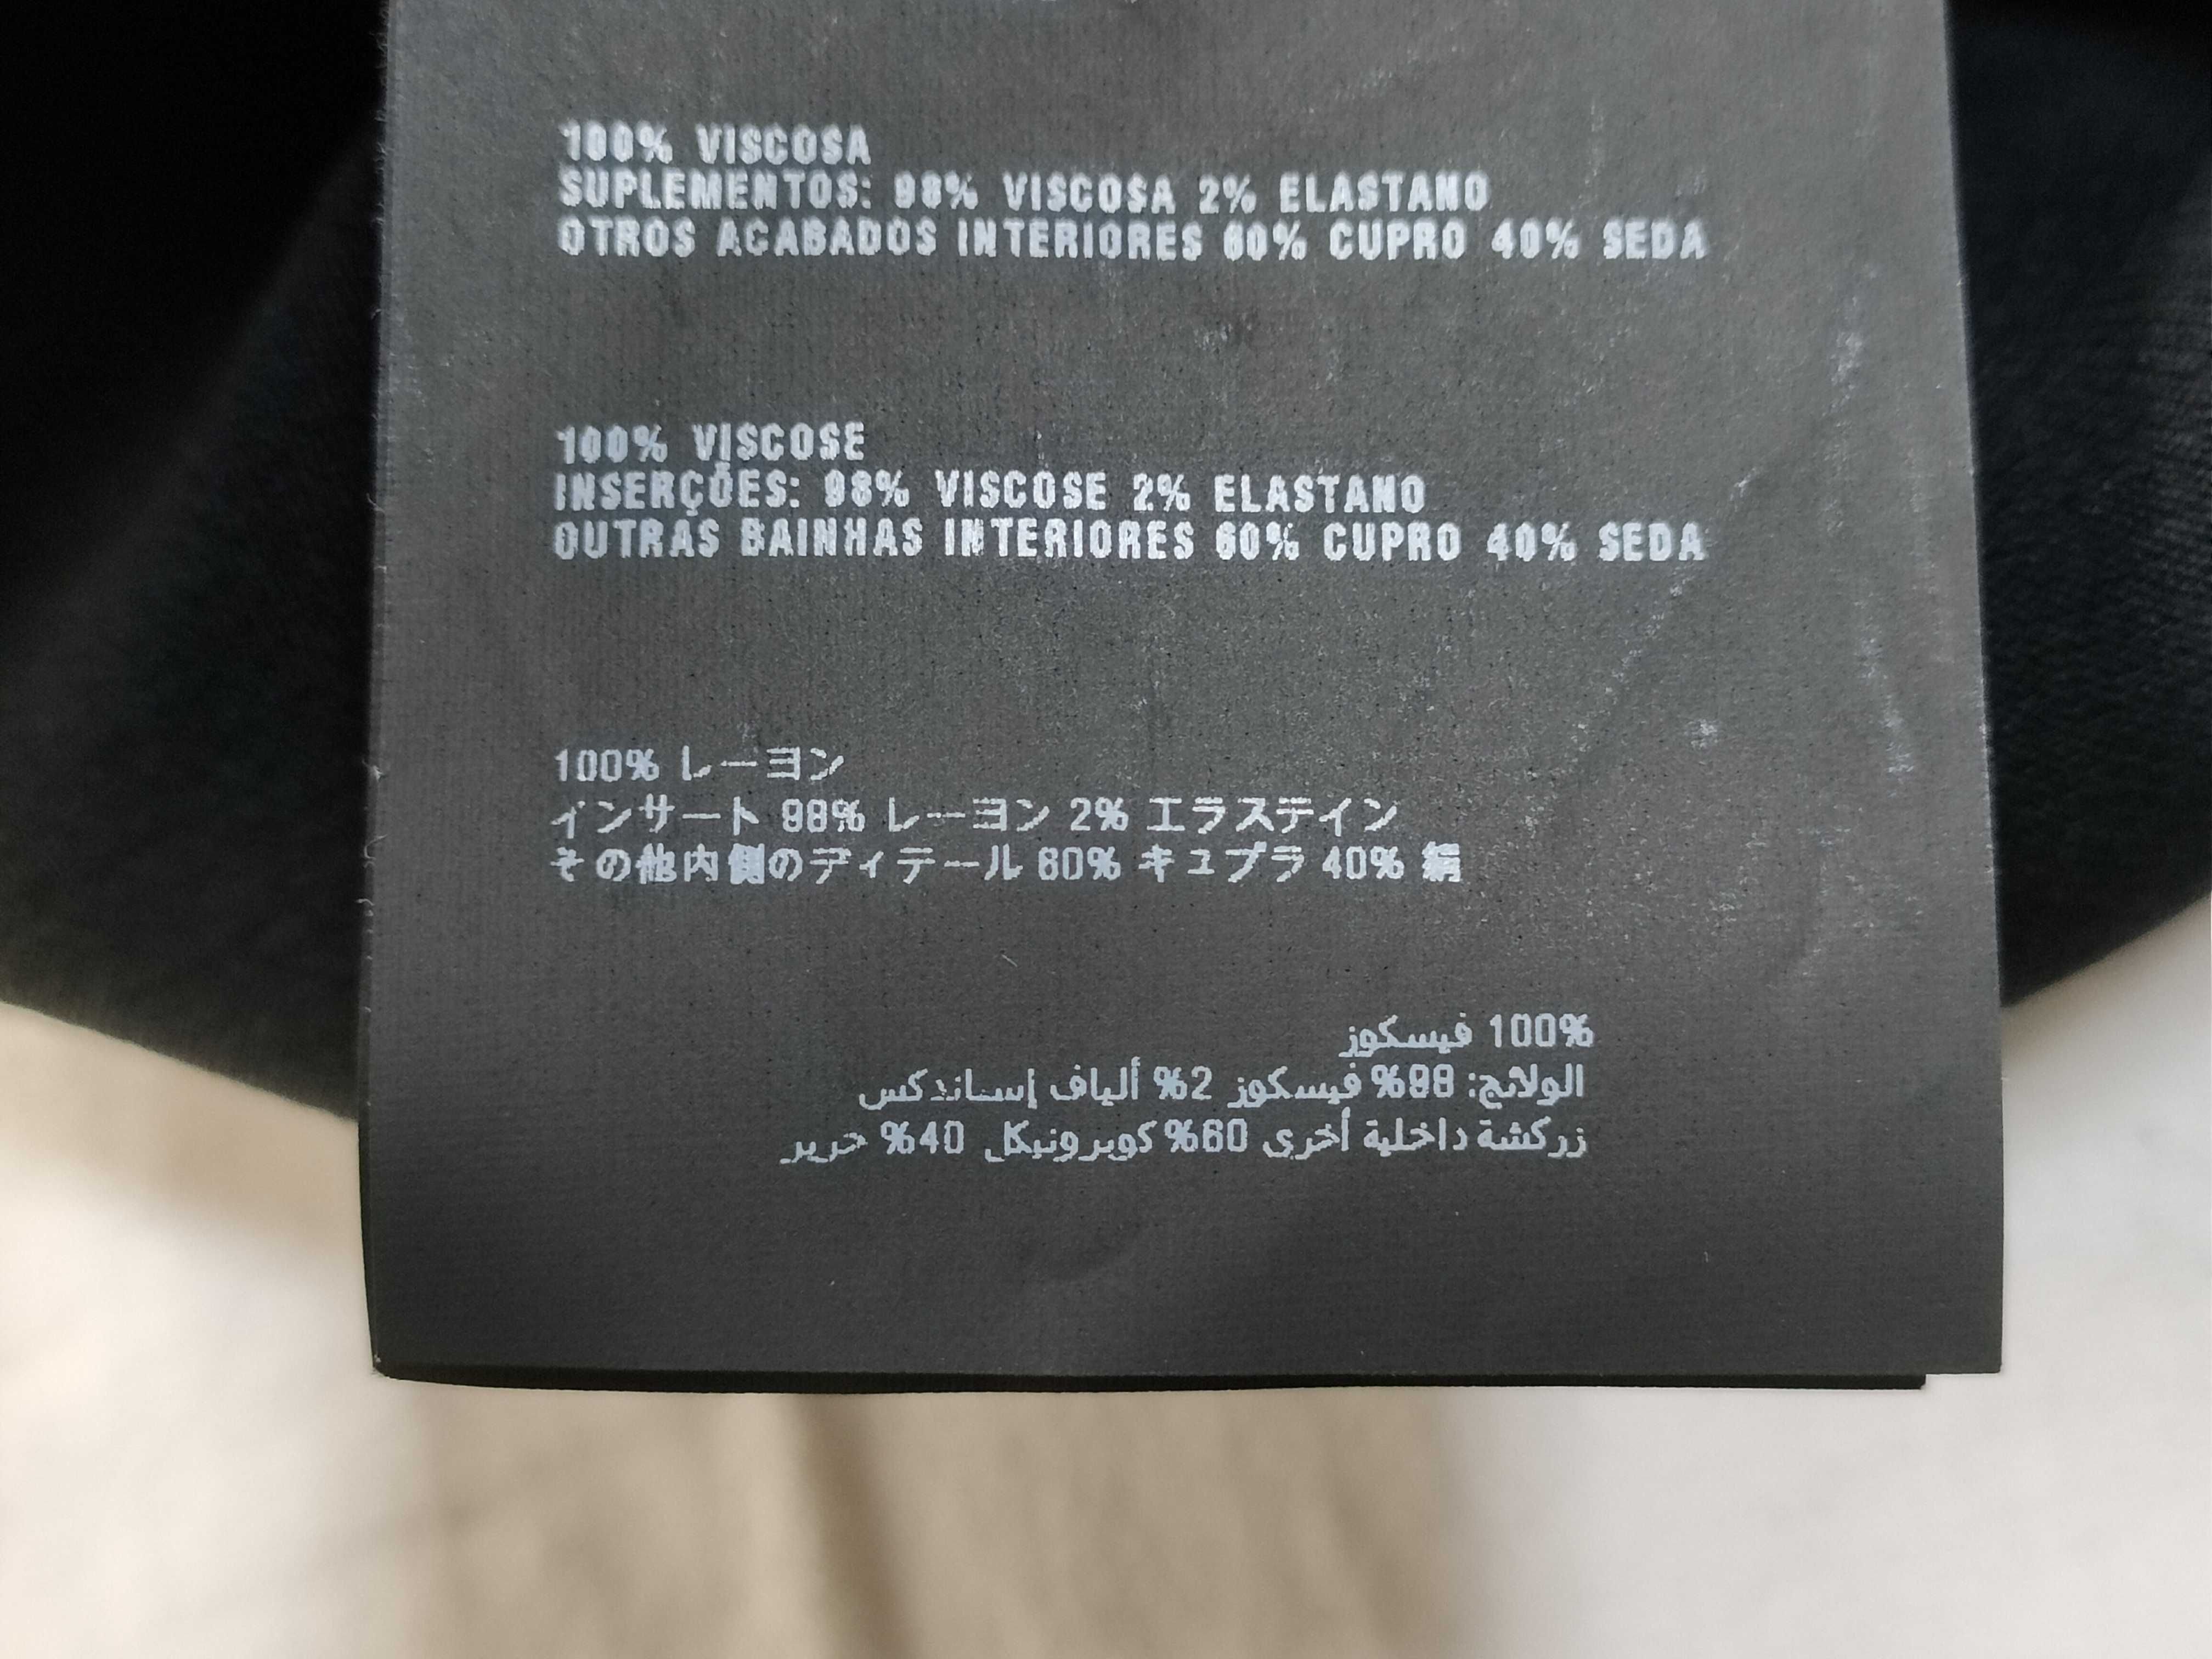 100% VISCOSA
SUPLEMENTOS: 98% VISCOSA 2% ELASTANO
OTROS ACABADOS INTERIORES 60% CUPRO 40% SEDA
100% VISCOSE
INSERÇÕES: 98% VISCOSE 2% ELASTANO
OUTRAS BAINHAS INTERIORES 60% CUPRO 40% SEDA
100% レーヨン
インサート 98% レーヨン 2% エラステイン
その他内側のディテール 60% キュプラ 40% 絹
100% فيسكوز
الولائج: 98% فيسكوز 2% ألياف إسباندكس
زركشة داخلية أخرى 60% كوبرونيكل 40% حرير